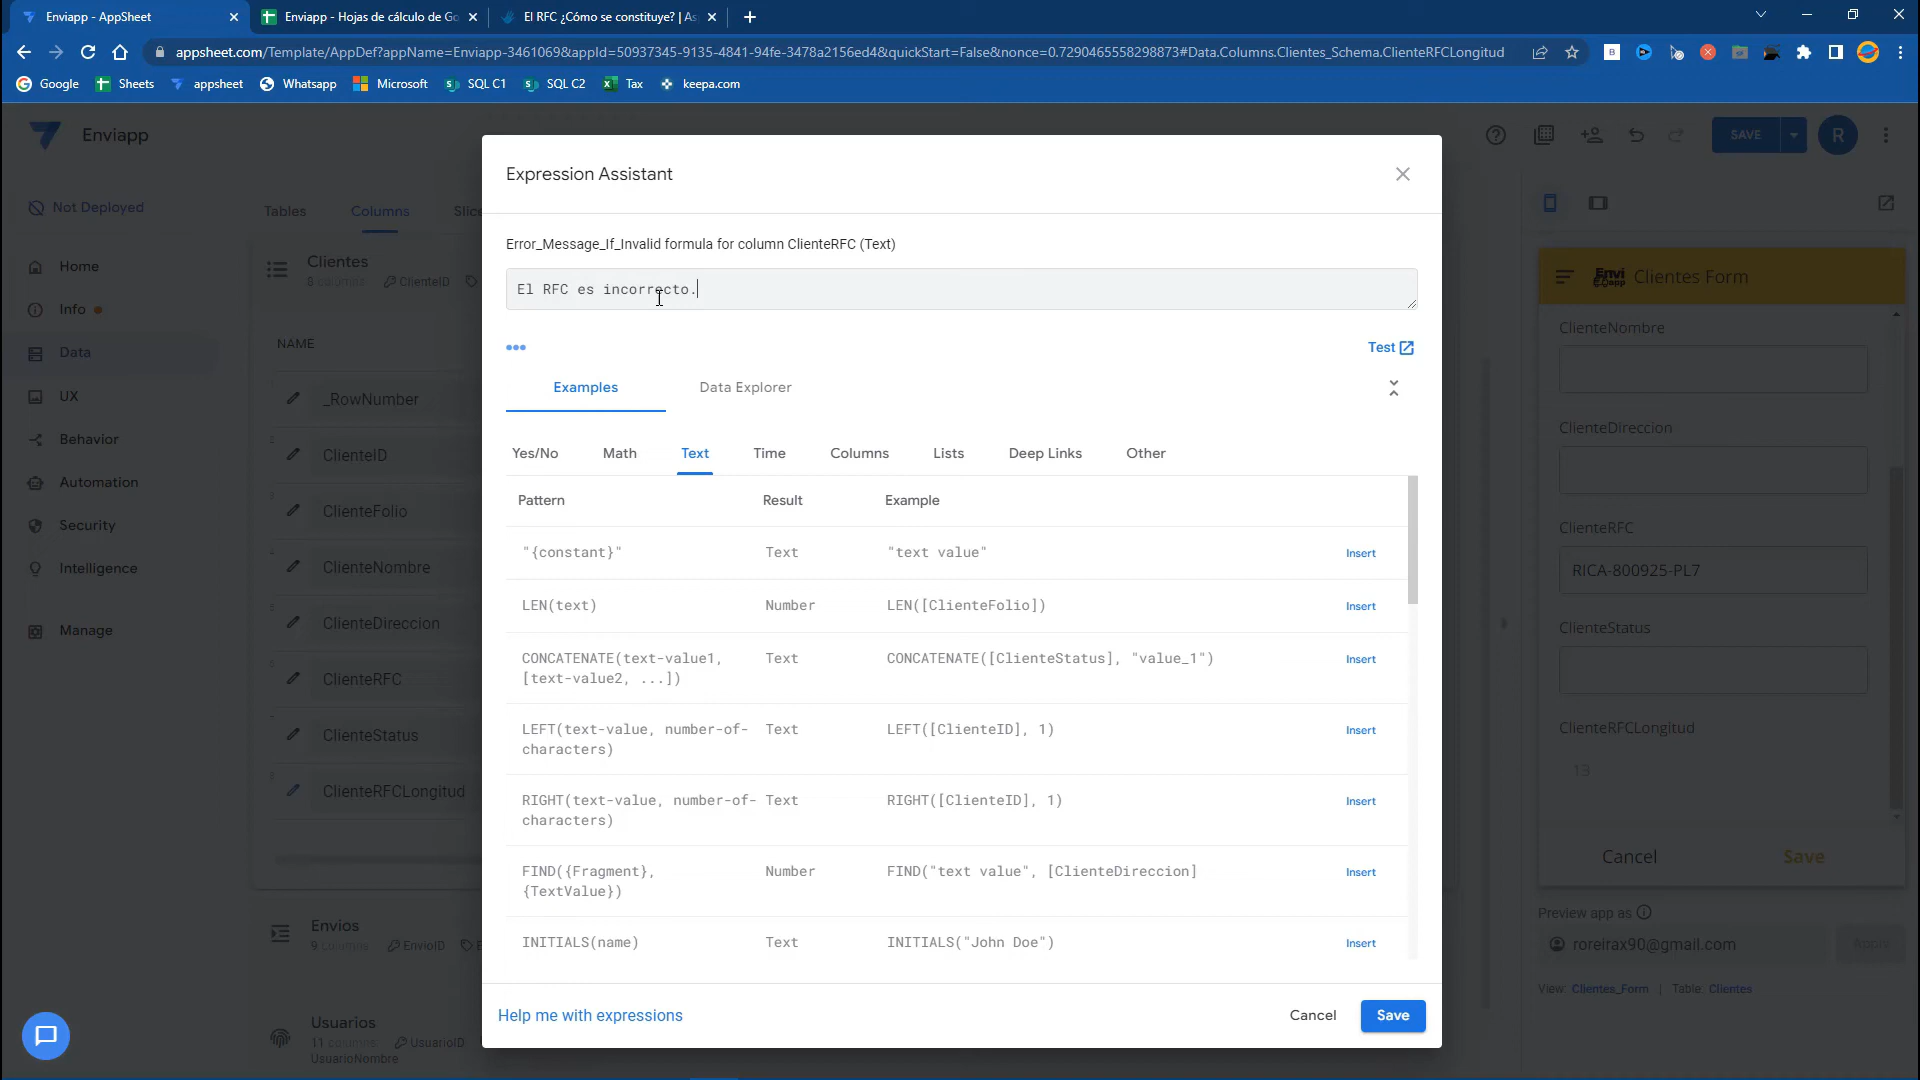 Enviapp - AppSheet
Enviapp - Hojas de cálculo de Go
El RFC ¿Cómo se constituye? | As
appsheet.com/Template/AppDef?appName=Enviapp-3461069&appId=50937345-9135-4841-94fe-3478a2156ed4&quickStart=False&nonce=0.7290465558298873#Data.Columns.Clientes_Schema.ClienteRFCLongitud
Google
Sheets
appsheet
Whatsapp
Microsoft
SQL C1
SQL C2
Tax
keepa.com
Enviapp
SAVE
R
Not Deployed
Home
Info
Data
UX
Behavior
Automation
Security
Intelligence
Manage
Tables
Columns
Slice
Clientes
8 columns
ClienteID
NAME
_RowNumber
ClienteID
ClienteFolio
ClienteNombre
ClienteDireccion
ClienteRFC
ClienteStatus
ClienteRFCLongitud
Envios
9 columns
EnvioID
Usuarios
11 columns
UsuarioID
UsuarioNombre
Expression Assistant
Error_Message_If_Invalid formula for column ClienteRFC (Text)
El RFC es incorrecto.
Test
Examples
Data Explorer
Yes/No
Math
Text
Time
Columns
Lists
Deep Links
Other
Pattern Result Example
"{constant}" Text "text value" Insert
LEN(text) Number LEN([ClienteFolio]) Insert
CONCATENATE(text-value1, Text CONCATENATE([ClienteStatus], "value_1") Insert
[text-value2, ...])
LEFT(text-value, number-of- Text LEFT([ClienteID], 1) Insert
characters)
RIGHT(text-value, number-of- Text RIGHT([ClienteID], 1) Insert
characters)
FIND({Fragment}, Number FIND("text value", [ClienteDireccion] Insert
{TextValue})
INITIALS(name) Text INITIALS("John Doe") Insert
Help me with expressions
Cancel
Save
Envi
app
Clientes Form
ClienteNombre
ClienteDireccion
ClienteRFC
RICA-800925-PL7
ClienteStatus
ClienteRFCLongitud
13
Cancel
Save
Preview app as
roreirax90@gmail.com
Apply
View: Clientes_Form | Table: Clientes